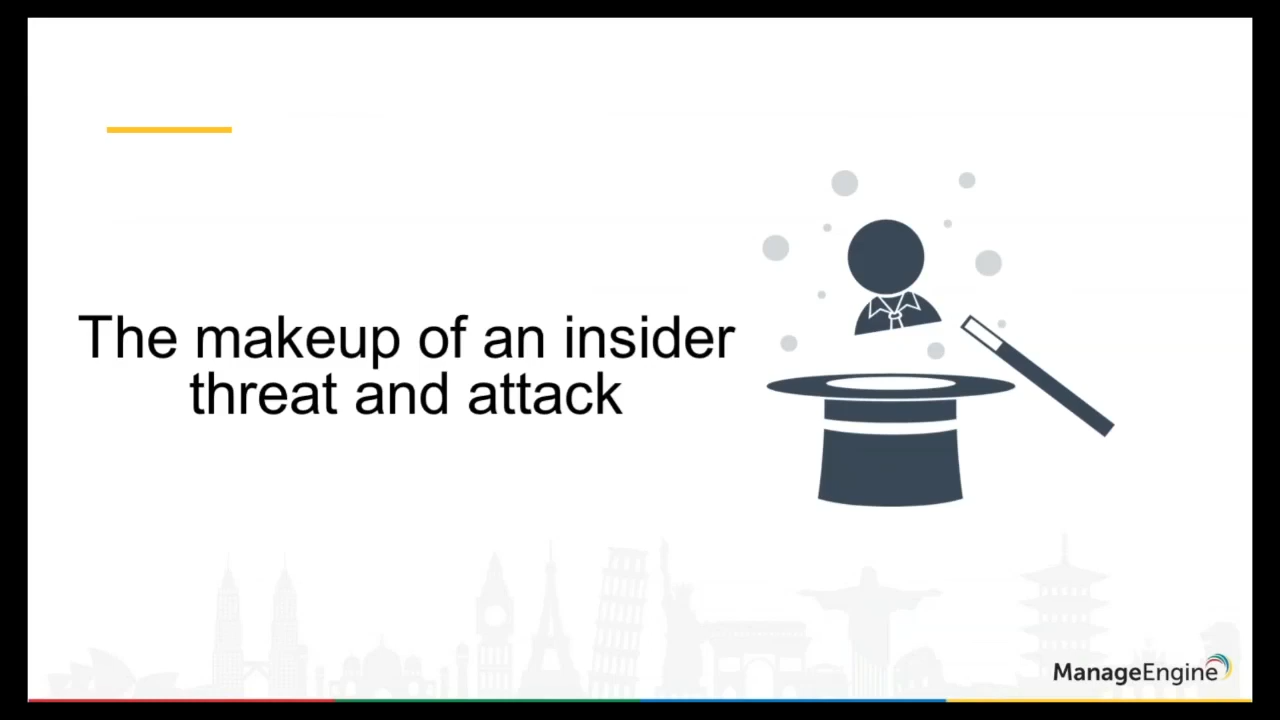 The makeup of an insider
threat and attack
ManageEngine